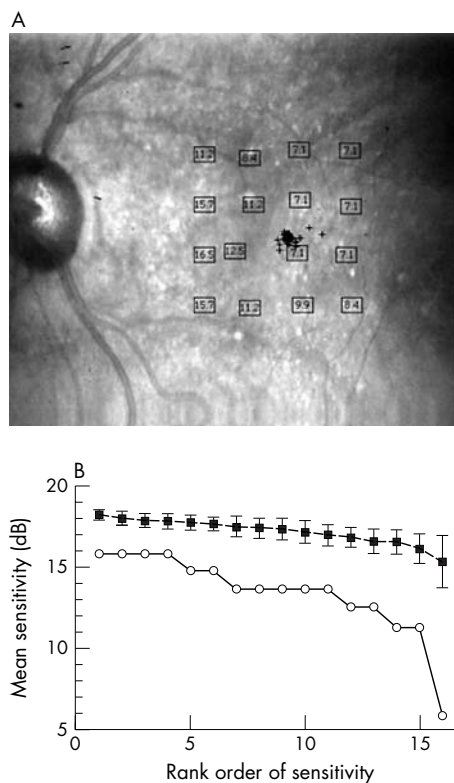 A
11.2 8.4 7.1 7.1
15.7 11.2 7.1 7.1
16.5 12.5 7.1 7.1
15.7 11.2 9.9 8.4
B
20
15
10
5
0 5 10 15
Mean sensitivity (dB)
Rank order of sensitivity